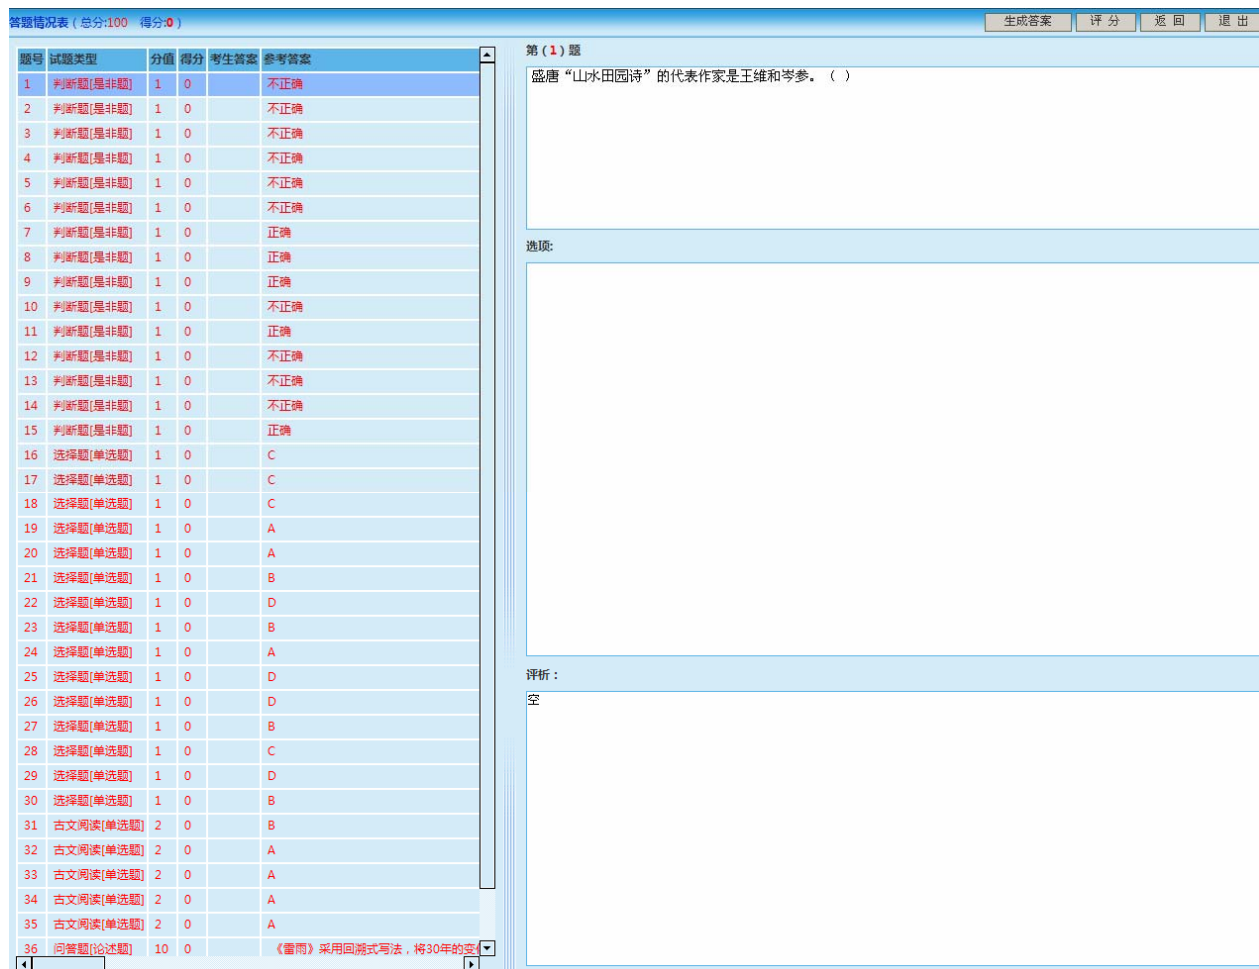 答题情况表 ( 总分:100 得分:0 )
生成答案 评 分 返 回 退 出
题号 试题类型 分值 得分 考生答案 参考答案
1 判断题[是非题] 1 0 不正确
2 判断题[是非题] 1 0 不正确
3 判断题[是非题] 1 0 不正确
4 判断题[是非题] 1 0 不正确
5 判断题[是非题] 1 0 不正确
6 判断题[是非题] 1 0 不正确
7 判断题[是非题] 1 0 正确
8 判断题[是非题] 1 0 正确
9 判断题[是非题] 1 0 正确
10 判断题[是非题] 1 0 不正确
11 判断题[是非题] 1 0 正确
12 判断题[是非题] 1 0 不正确
13 判断题[是非题] 1 0 不正确
14 判断题[是非题] 1 0 不正确
15 判断题[是非题] 1 0 正确
16 选择题[单选题] 1 0 C
17 选择题[单选题] 1 0 C
18 选择题[单选题] 1 0 C
19 选择题[单选题] 1 0 A
20 选择题[单选题] 1 0 A
21 选择题[单选题] 1 0 B
22 选择题[单选题] 1 0 D
23 选择题[单选题] 1 0 B
24 选择题[单选题] 1 0 A
25 选择题[单选题] 1 0 D
26 选择题[单选题] 1 0 D
27 选择题[单选题] 1 0 B
28 选择题[单选题] 1 0 C
29 选择题[单选题] 1 0 D
30 选择题[单选题] 1 0 B
31 古文阅读[单选题] 2 0 B
32 古文阅读[单选题] 2 0 A
33 古文阅读[单选题] 2 0 A
34 古文阅读[单选题] 2 0 A
35 古文阅读[单选题] 2 0 A
36 问答题[论述题] 10 0 《雷雨》采用回溯式写法，将30年的变
第 ( 1 ) 题
盛唐“山水田园诗”的代表作家是王维和岑参。（ ）
选项:
评析：
空